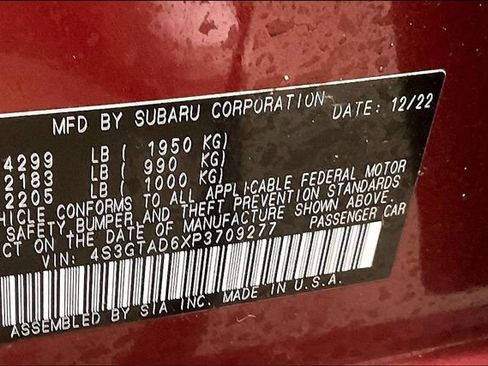 MFD BY SUBARU CORPORATION DATE: 12/22
4299 LB ( 1950 KG)
2183 LB ( 990 KG)
2205 LB ( 1000 KG)
HICLE CONFORMS TO ALL APPLICABLE FEDERAL MOTOR
SAFETY, BUMPER, AND THEFT PREVENTION STANDARDS
CT ON THE DATE OF MANUFACTURE SHOWN ABOVE.
VIN: 4S3GTAD6XP3709277 PASSENGER CAR
ASSEMBLED BY SIA INC. MADE IN U.S.A.